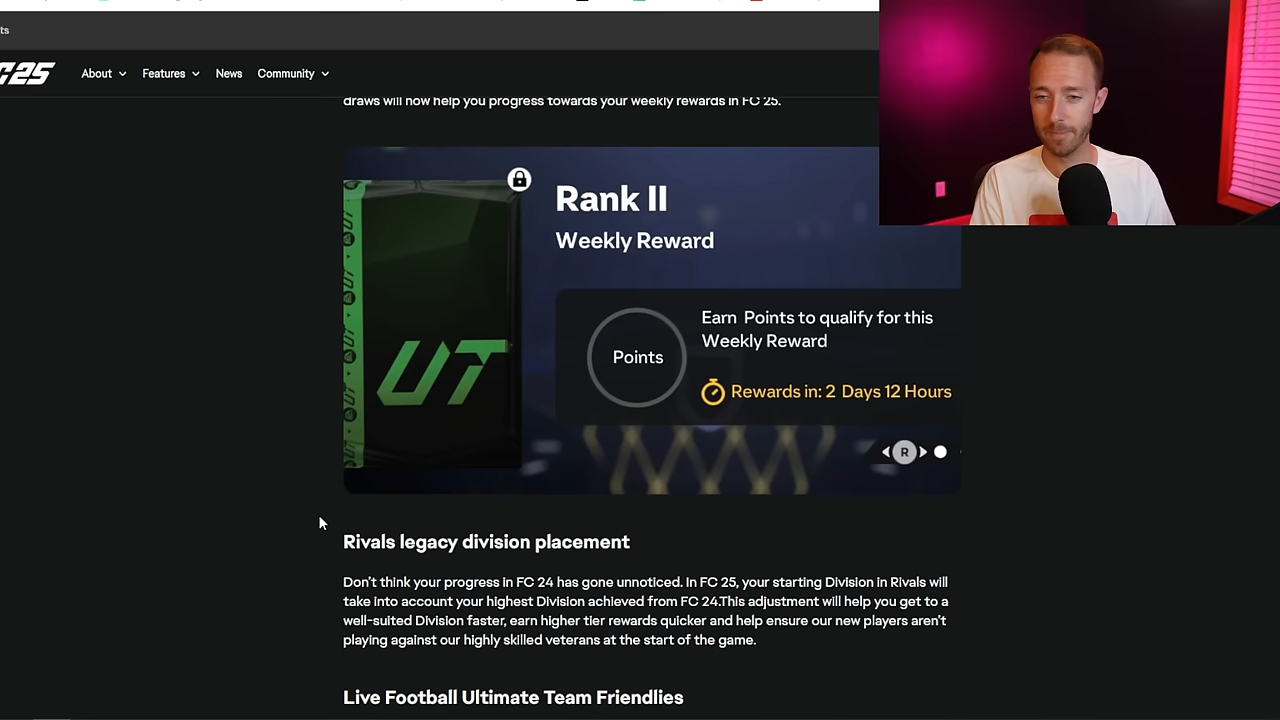 ts
C25
About
Features
News
Community
draws will now help you progress towards your weekly rewards in FC 25.
Rank II
Weekly Reward
UT
Earn Points to qualify for this
Weekly Reward
Points
Rewards in: 2 Days 12 Hours
R
Rivals legacy division placement
Don't think your progress in FC 24 has gone unnoticed. In FC 25, your starting Division in Rivals will
take into account your highest Division achieved from FC 24.This adjustment will help you get to a
well-suited Division faster, earn higher tier rewards quicker and help ensure our new players aren't
playing against our highly skilled veterans at the start of the game.
Live Football Ultimate Team Friendlies